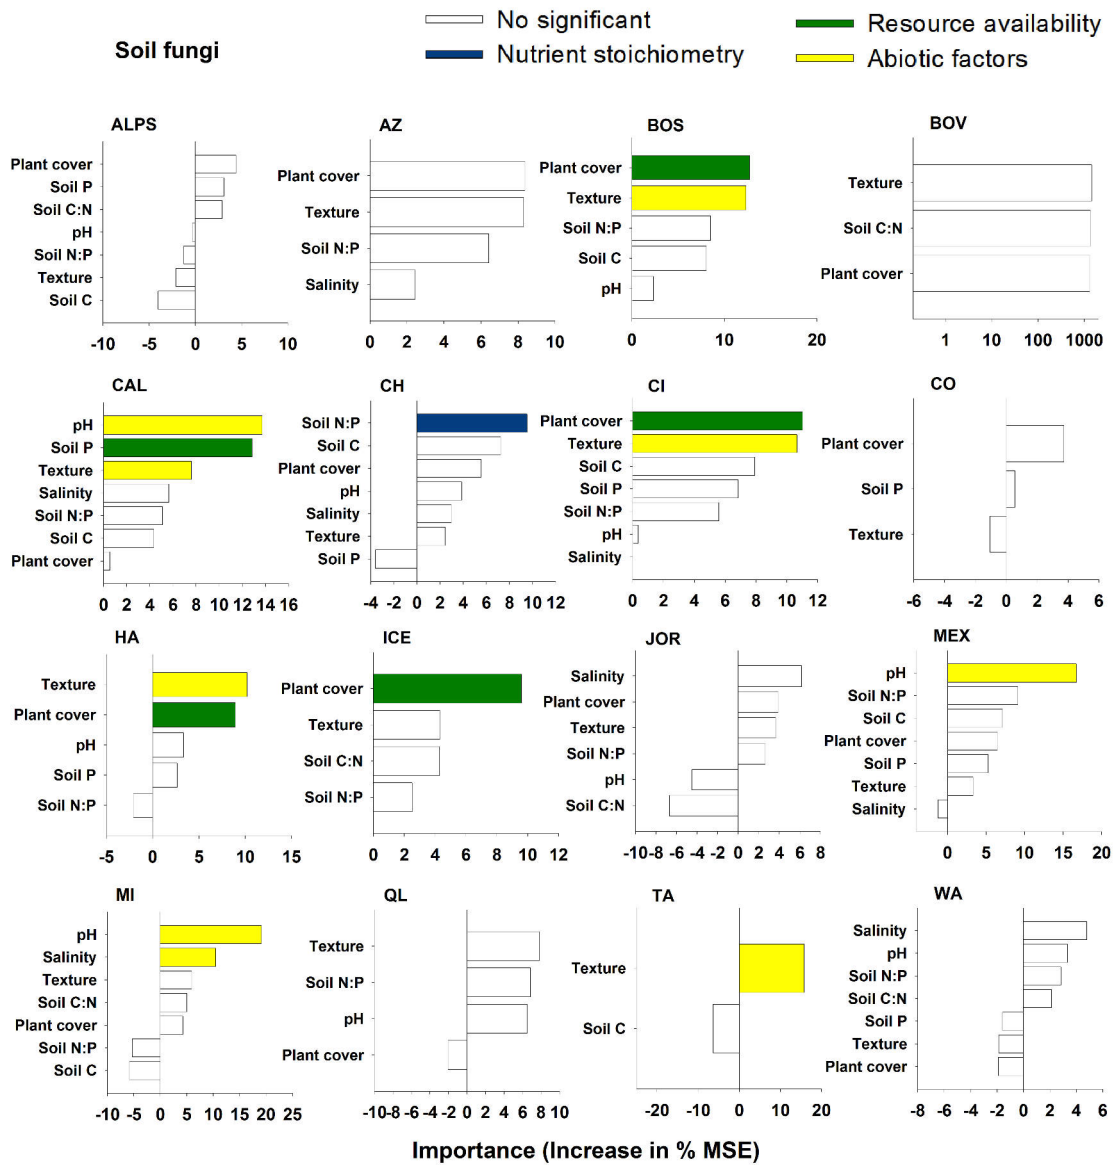 Soil fungi
No significant
Nutrient stoichiometry
Resource availability
Abiotic factors
ALPS
Plant cover
Soil P
Soil C:N
pH
Soil N:P
Texture
Soil C
-10 -5 0 5 10
AZ
Plant cover
Texture
Soil N:P
Salinity
0 2 4 6 8 10
BOS
Plant cover
Texture
Soil N:P
Soil C
pH
0 10 20
BOV
Texture
Soil C:N
Plant cover
1 10 100 1000
CAL
pH
Soil P
Texture
Salinity
Soil N:P
Soil C
Plant cover
0 2 4 6 8 10 12 14 16
CH
Soil N:P
Soil C
Plant cover
pH
Salinity
Texture
Soil P
-4 -2 0 2 4 6 8 10 12
CI
Plant cover
Texture
Soil C
Soil P
Soil N:P
pH
Salinity
0 2 4 6 8 10 12
CO
Plant cover
Soil P
Texture
-6 -4 -2 0 2 4 6
HA
Texture
Plant cover
pH
Soil P
Soil N:P
-5 0 5 10 15
ICE
Plant cover
Texture
Soil C:N
Soil N:P
0 2 4 6 8 10 12
JOR
Salinity
Plant cover
Texture
Soil N:P
pH
Soil C:N
-10 -8 -6 -4 -2 0 2 4 6 8
MEX
pH
Soil N:P
Soil C
Plant cover
Soil P
Texture
Salinity
0 5 10 15 20
MI
pH
Salinity
Texture
Soil C:N
Plant cover
Soil N:P
Soil C
-10 -5 0 5 10 15 20 25
QL
Texture
Soil N:P
pH
Plant cover
-10 -8 -6 -4 -2 0 2 4 6 8 10
TA
Texture
Soil C
-20 -10 0 10 20
WA
Salinity
pH
Soil N:P
Soil C:N
Soil P
Texture
Plant cover
-8 -6 -4 -2 0 2 4 6
Importance (Increase in % MSE)